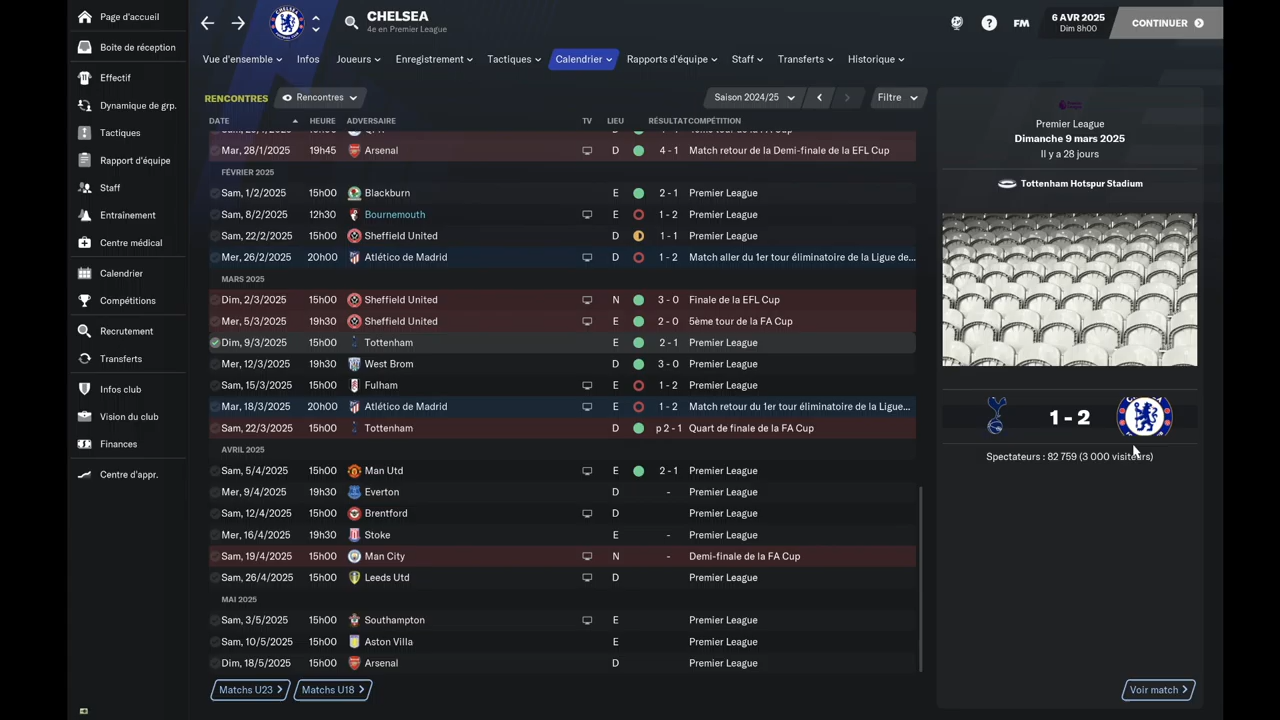 Page d'accueil
Boite de réception
Effectif
Dynamique de grp.
Tactiques
Rapport d'équipe
Staff
Entraînement
Centre médical
Calendrier
Compétitions
Recrutement
Transferts
Infos club
Vision du club
Finances
Centre d'appr.
CHELSEA
4e en Premier League
FM
6 AVR 2025
Dim 8h00
CONTINUER
Vue d'ensemble Infos Joueurs Enregistrement Tactiques Calendrier Rapports d'équipe Staff Transferts Historique
RENCONTRES Rencontres Saison 2024/25 Filtre
DATE HEURE ADVERSAIRE TV LIEU RÉSULTAT COMPÉTITION
Mar, 28/1/2025 19h45 Arsenal D 4 - 1 Match retour de la Demi-finale de la EFL Cup
FÉVRIER 2025
Sam, 1/2/2025 15h00 Blackburn E 2 - 1 Premier League
Sam, 8/2/2025 12h30 Bournemouth E 1 - 2 Premier League
Sam, 22/2/2025 15h00 Sheffield United D 1 - 1 Premier League
Mer, 26/2/2025 20h00 Atlético de Madrid D 1 - 2 Match aller du 1er tour éliminatoire de la Ligue de...
MARS 2025
Dim, 2/3/2025 15h00 Sheffield United N 3 - 0 Finale de la EFL Cup
Mer, 5/3/2025 19h30 Sheffield United E 2 - 0 5ème tour de la FA Cup
Dim, 9/3/2025 15h00 Tottenham E 2 - 1 Premier League
Mer, 12/3/2025 19h30 West Brom D 3 - 0 Premier League
Sam, 15/3/2025 15h00 Fulham E 1 - 2 Premier League
Mar, 18/3/2025 20h00 Atlético de Madrid E 1 - 2 Match retour du 1er tour éliminatoire de la Ligue...
Sam, 22/3/2025 15h00 Tottenham D p 2 - 1 Quart de finale de la FA Cup
AVRIL 2025
Sam, 5/4/2025 15h00 Man Utd E 2 - 1 Premier League
Mer, 9/4/2025 19h30 Everton D - Premier League
Sam, 12/4/2025 15h00 Brentford D - Premier League
Mer, 16/4/2025 19h30 Stoke E - Premier League
Sam, 19/4/2025 15h00 Man City N - Demi-finale de la FA Cup
Sam, 26/4/2025 15h00 Leeds Utd D Premier League
MAI 2025
Sam, 3/5/2025 15h00 Southampton E Premier League
Sam, 10/5/2025 15h00 Aston Villa E Premier League
Dim, 18/5/2025 15h00 Arsenal D Premier League
Matchs U23 Matchs U18
Premier League
Dimanche 9 mars 2025
Il y a 28 jours
Tottenham Hotspur Stadium
1 - 2
Spectateurs : 82 759 (3 000 visiteurs)
Voir match